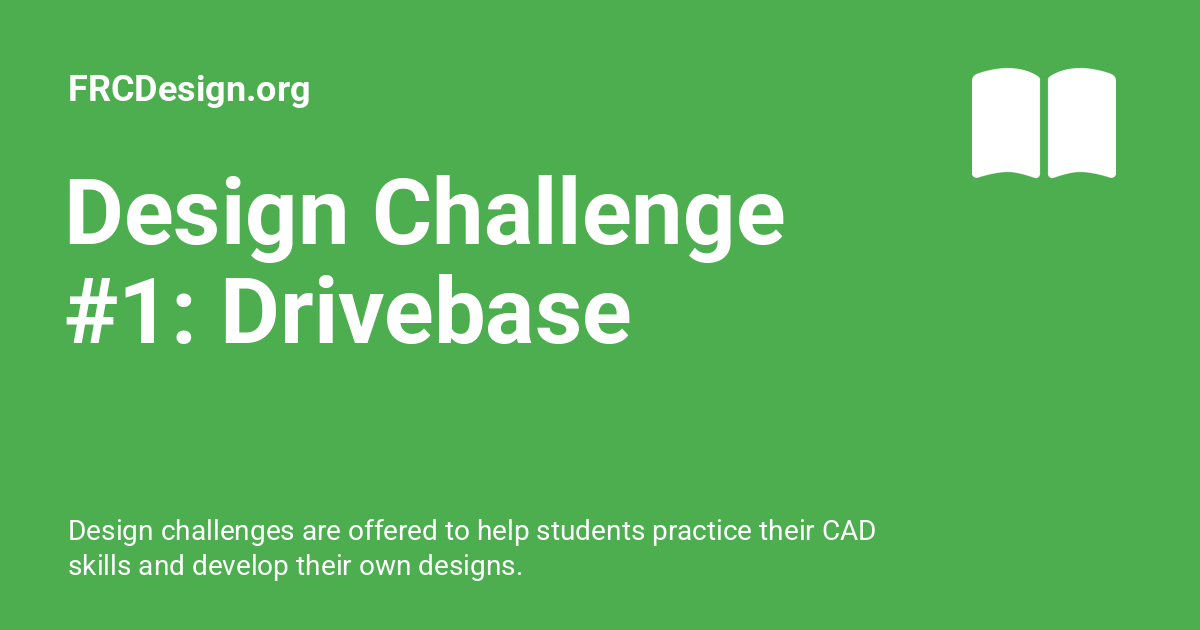 FRCDesign.org
Design Challenge
#1: Drivebase
Design challenges are offered to help students practice their CAD
skills and develop their own designs.